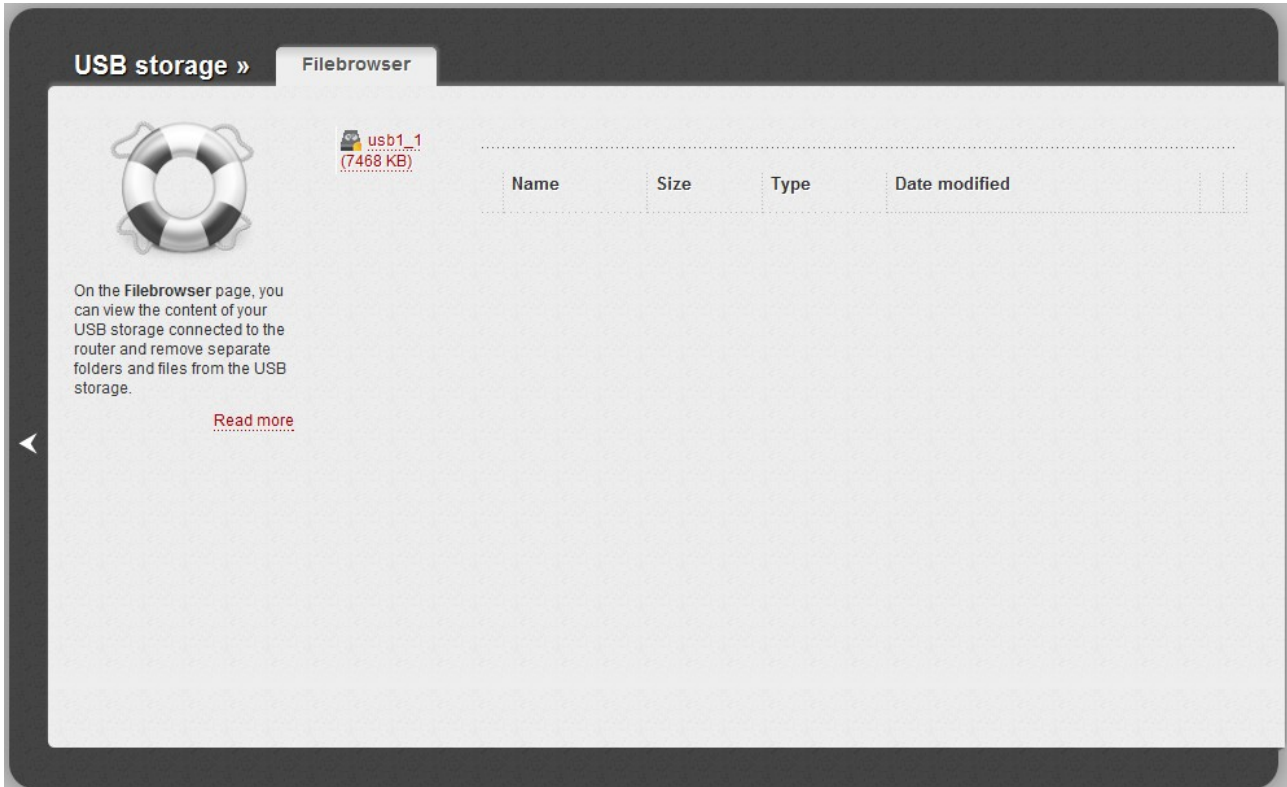 USB storage » Filebrowser
usb1_1
(7468 KB)
Name Size Type Date modified
On the Filebrowser page, you
can view the content of your
USB storage connected to the
router and remove separate
folders and files from the USB
storage.
Read more